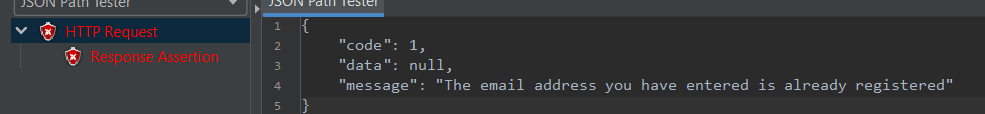 JSON Path Tester
JSON Path Tester
HTTP Request
Response Assertion
1 {
2 "code": 1,
3 "data": null,
4 "message": "The email address you have entered is already registered"
5 }